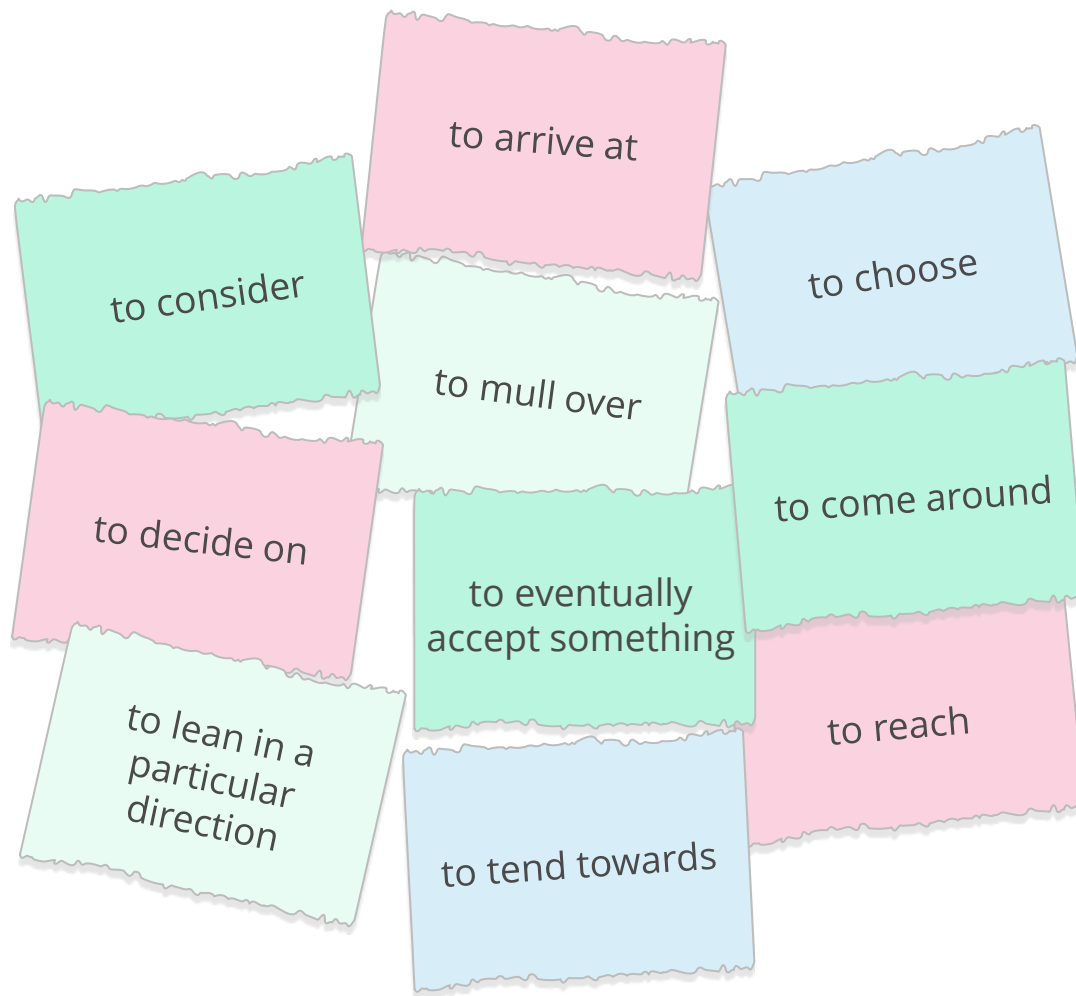 to arrive at
to consider
to choose
to mull over
to decide on
to come around
to eventually
accept something
to lean in a
particular
direction
to reach
to tend towards